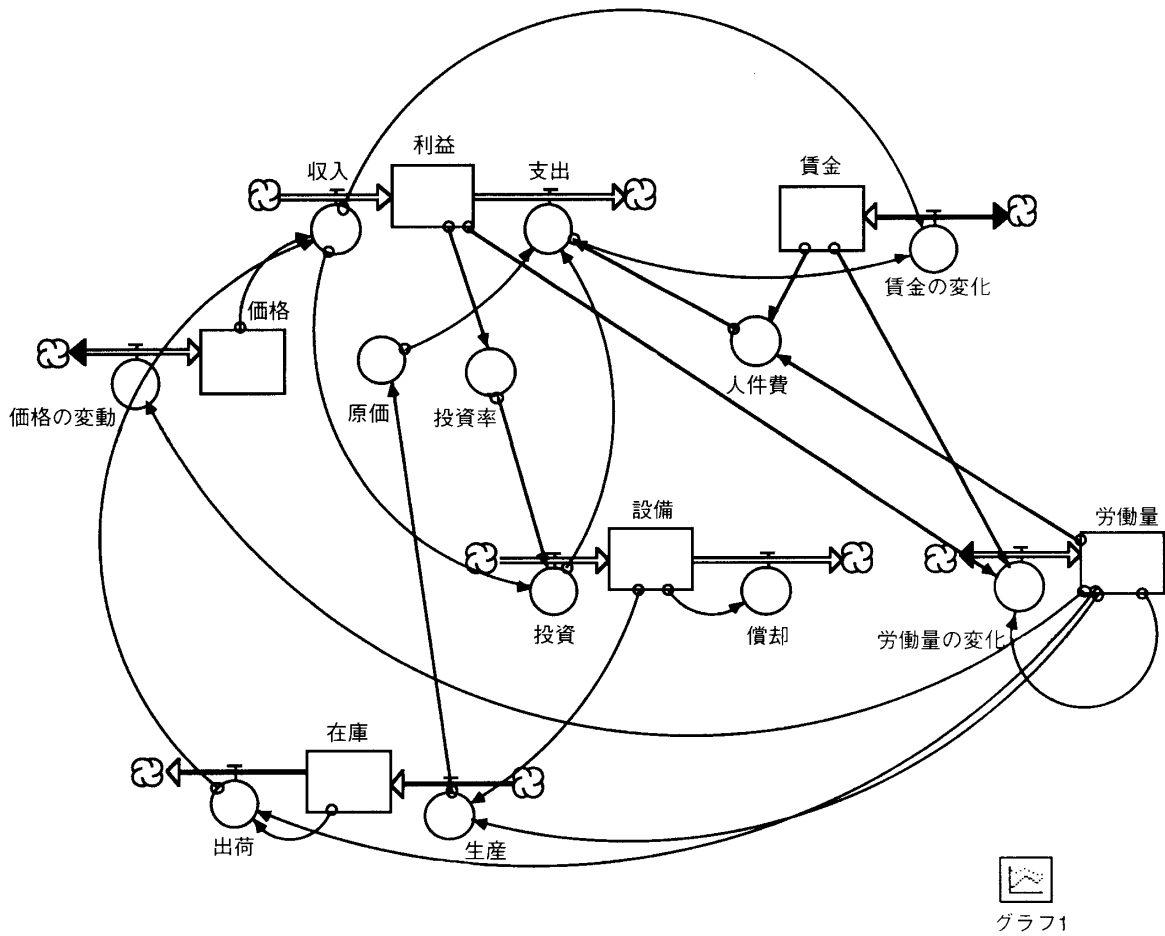 利益
収入
支出
賃金
賃金の変化
価格
価格の変動
原価
投資率
人件費
設備
労働量
投資
償却
労働量の変化
在庫
出荷
生産
グラフ1